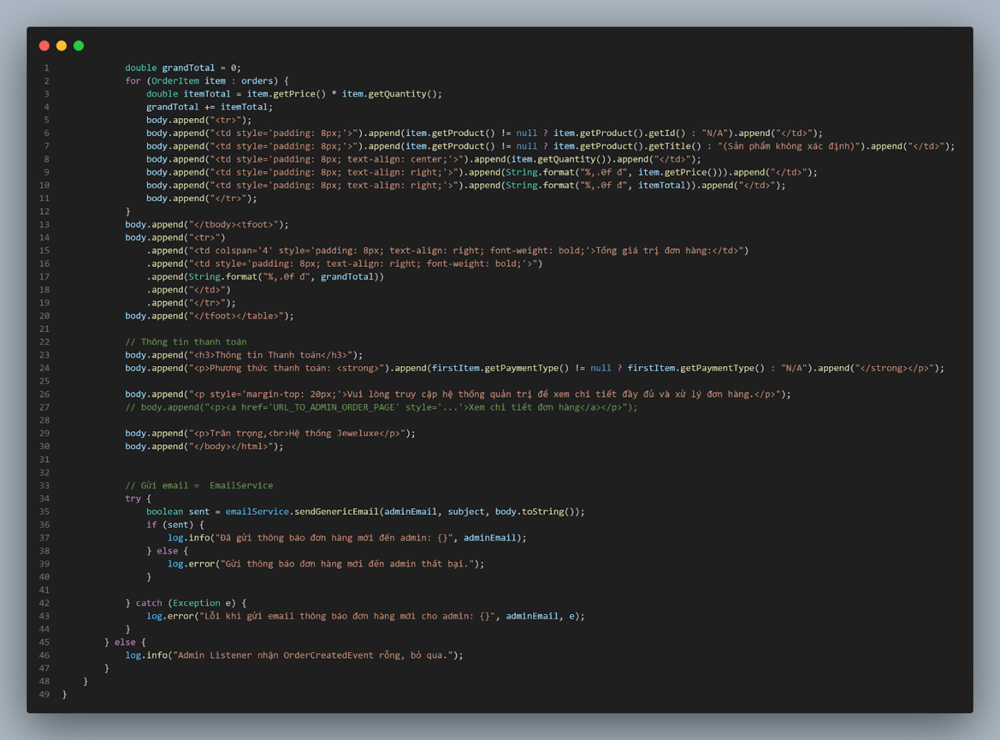 1 double grandTotal = 0;
2 for (OrderItem item : orders) {
3 double itemTotal = item.getPrice() * item.getQuantity();
4 grandTotal += itemTotal;
5 body.append("<tr>");
6 body.append("<td style='padding: 8px;'>").append(item.getProduct() != null ? item.getProduct().getId() : "N/A").append("</td>");
7 body.append("<td style='padding: 8px;'>").append(item.getProduct() != null ? item.getProduct().getTitle() : "(Sản phẩm không xác định)").append("</td>");
8 body.append("<td style='padding: 8px; text-align: center;'>").append(item.getQuantity()).append("</td>");
9 body.append("<td style='padding: 8px; text-align: right;'>").append(String.format("%,.0f đ", item.getPrice())).append("</td>");
10 body.append("<td style='padding: 8px; text-align: right;'>").append(String.format("%,.0f đ", itemTotal)).append("</td>");
11 body.append("</tr>");
12 }
13 body.append("</tbody><tfoot>");
14 body.append("<tr>")
15 .append("<td colspan='4' style='padding: 8px; text-align: right; font-weight: bold;'>Tổng giá trị đơn hàng:</td>")
16 .append("<td style='padding: 8px; text-align: right; font-weight: bold;'>")
17 .append(String.format("%,.0f đ", grandTotal))
18 .append("</td>")
19 .append("</tr>");
20 body.append("</tfoot></table>");
21
22 // Thông tin thanh toán
23 body.append("<h3>Thông tin Thanh toán</h3>");
24 body.append("<p>Phương thức thanh toán: <strong>").append(firstItem.getPaymentType() != null ? firstItem.getPaymentType() : "N/A").append("</strong></p>");
25
26 body.append("<p style='margin-top: 20px;'>Vui lòng truy cập hệ thống quản trị để xem chi tiết đầy đủ và xử lý đơn hàng.</p>");
27 // body.append("<p><a href='URL_TO_ADMIN_ORDER_PAGE' style='...'>Xem chi tiết đơn hàng</a></p>");
28
29 body.append("<p>Trân trọng,<br>Hệ thống Jeweluxe</p>");
30 body.append("</body></html>");
31
32
33 // Gửi email =  EmailService
34 try {
35 boolean sent = emailService.sendGenericEmail(adminEmail, subject, body.toString());
36 if (sent) {
37 log.info("Đã gửi thông báo đơn hàng mới đến admin: {}", adminEmail);
38 } else {
39 log.error("Gửi thông báo đơn hàng mới đến admin thất bại.");
40 }
41
42 } catch (Exception e) {
43 log.error("Lỗi khi gửi email thông báo đơn hàng mới cho admin: {}", adminEmail, e);
44 }
45 } else {
46 log.info("Admin Listener nhận OrderCreatedEvent rỗng, bỏ qua.");
47 }
48 }
49 }